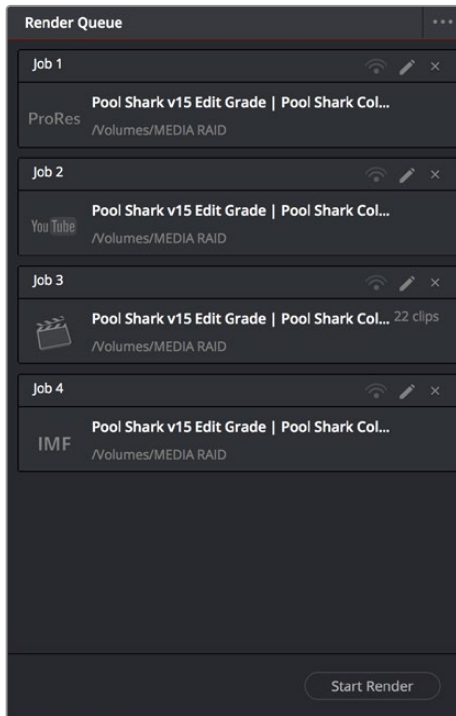 Render Queue
Job 1
ProRes
Pool Shark v15 Edit Grade | Pool Shark Col...
/Volumes/MEDIA RAID
Job 2
You Tube
Pool Shark v15 Edit Grade | Pool Shark Col...
/Volumes/MEDIA RAID
Job 3
Pool Shark v15 Edit Grade | Pool Shark Col... 22 clips
/Volumes/MEDIA RAID
Job 4
IMF
Pool Shark v15 Edit Grade | Pool Shark Col...
/Volumes/MEDIA RAID
Start Render